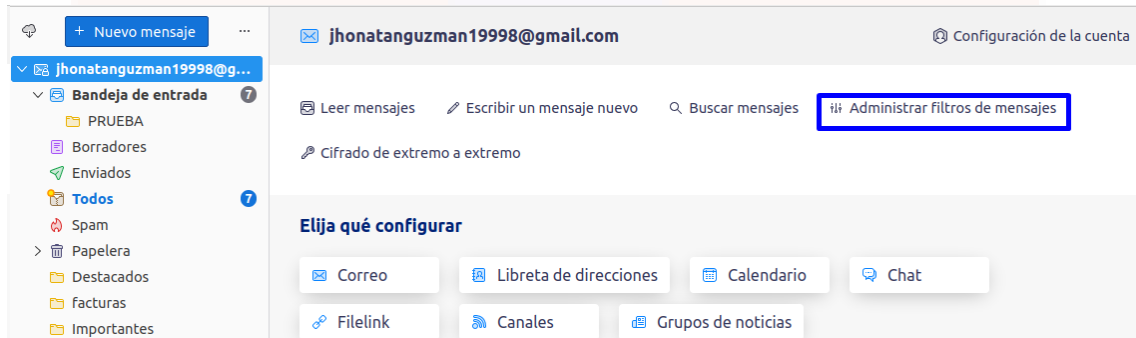 + Nuevo mensaje ...
jhonatanguzman19998@g...
Bandeja de entrada 7
PRUEBA
Borradores
Enviados
Todos 7
Spam
Papelera
Destacados
facturas
Importantes
jhonatanguzman19998@gmail.com
Configuración de la cuenta
Leer mensajes
Escribir un mensaje nuevo
Buscar mensajes
Administrar filtros de mensajes
Cifrado de extremo a extremo
Elija qué configurar
Correo
Libreta de direcciones
Calendario
Chat
Filelink
Canales
Grupos de noticias